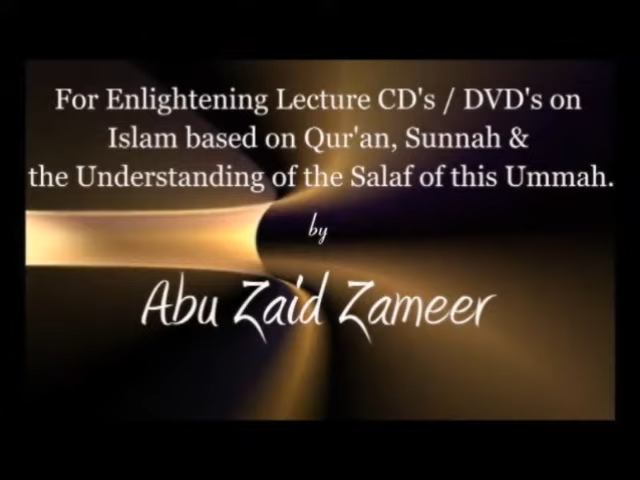 For Enlightening Lecture CD's / DVD's on
Islam based on Qur'an, Sunnah &
the Understanding of the Salaf of this Ummah.
by
Abu Zaid Zameer